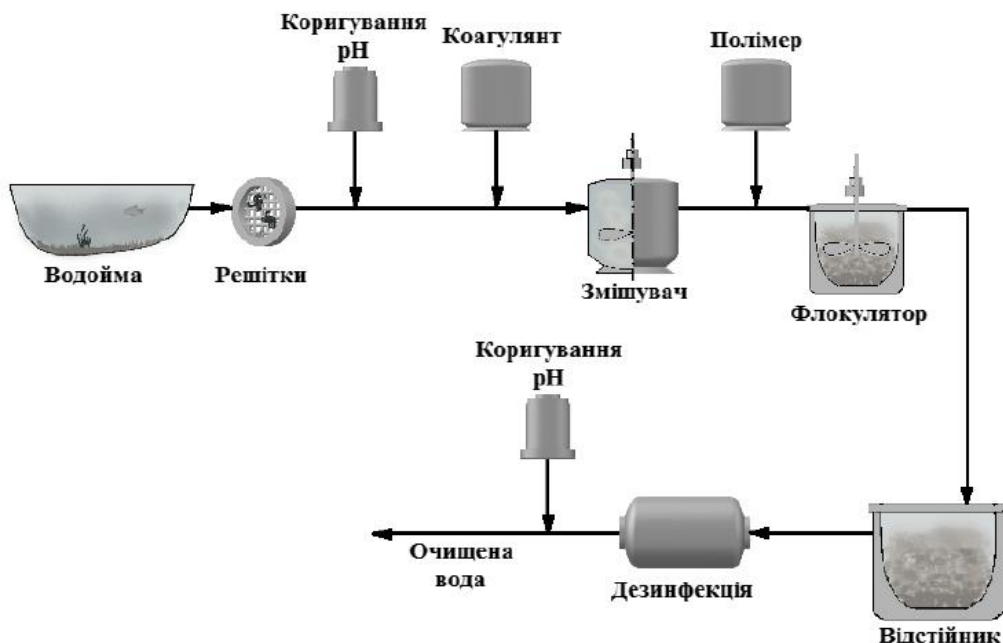 Коригування
pH
Коагулянт
Полімер
Водойма
Решітки
Змішувач
Флокулятор
Коригування
pH
Очищена
вода
Дезинфекція
Відстійник